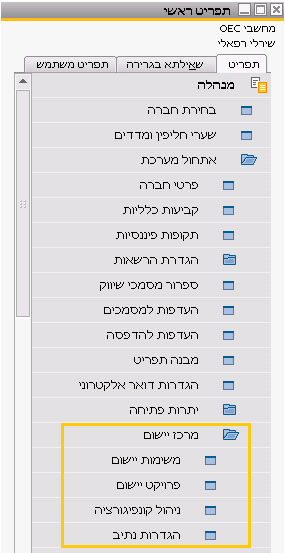 תפריט ראשי
מחשבי OEC
שירלי רפאלי
תפריט
שאילתא בגרירה
תפריט משתמש
מנהלה
בחירת חברה
שערי חליפין ומדדים
אתחול מערכת
פרטי חברה
קביעות כלליות
תקופות פיננסיות
הגדרת הרשאות
ספרור מסמכי שיווק
העדפות למסמכים
העדפות להדפסה
מבנה תפריט
הגדרות דואר אלקטרוני
יתרות פתיחה
מרכז יישום
משימות יישום
פרויקט יישום
ניהול קונפיגורציה
הגדרות נתיב